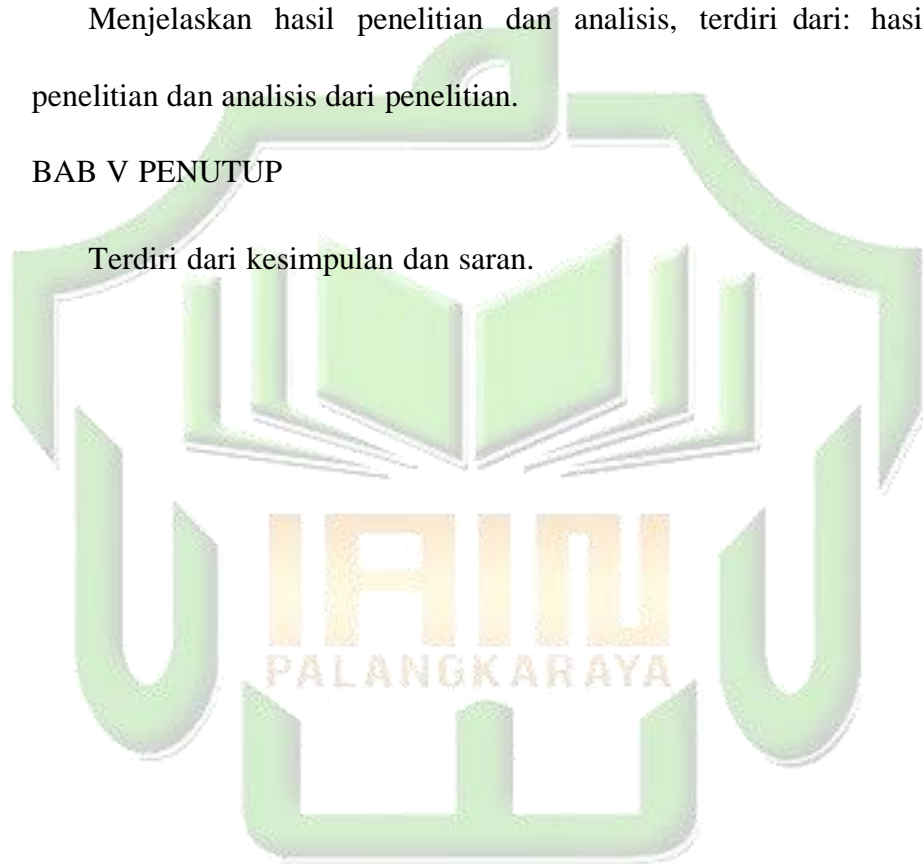 Menjelaskan hasil penelitian dan analisis, terdiri dari: hasi
penelitian dan analisis dari penelitian.
BAB V PENUTUP
Terdiri dari kesimpulan dan saran.
IAIN
PALANGKARAYA